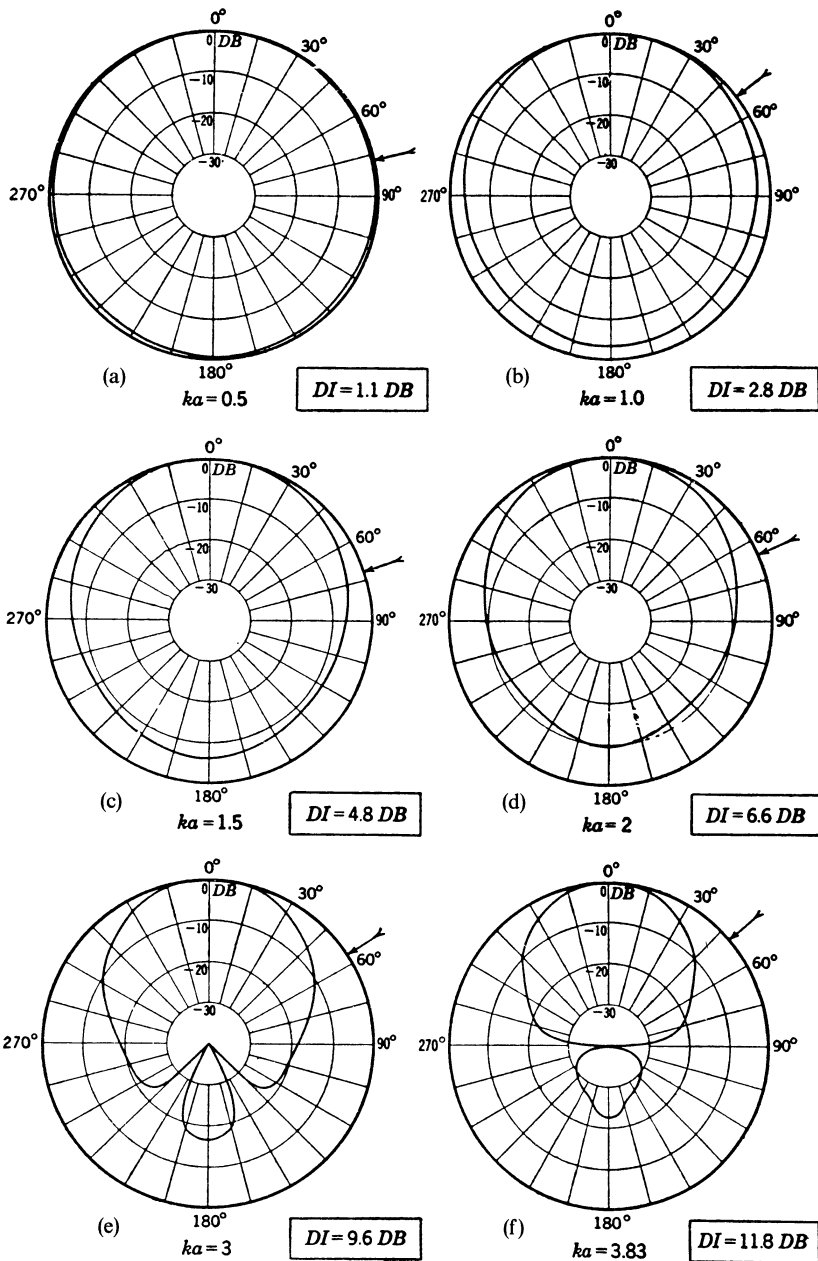 0°
0 DB
30°
-10
60°
-20
-30
270°
90°
180°
(a)
ka = 0.5
DI = 1.1 DB
0°
0 DB
30°
-10
60°
-20
-30
270°
90°
180°
(b)
ka = 1.0
DI = 2.8 DB
0°
0 DB
30°
-10
60°
-20
-30
270°
90°
180°
(c)
ka = 1.5
DI = 4.8 DB
0°
0 DB
30°
-10
60°
-20
-30
270°
90°
180°
(d)
ka = 2
DI = 6.6 DB
0°
0 DB
30°
-10
60°
-20
-30
270°
90°
180°
(e)
ka = 3
DI = 9.6 DB
0°
0 DB
30°
-10
60°
-20
-30
270°
90°
180°
(f)
ka = 3.83
DI = 11.8 DB